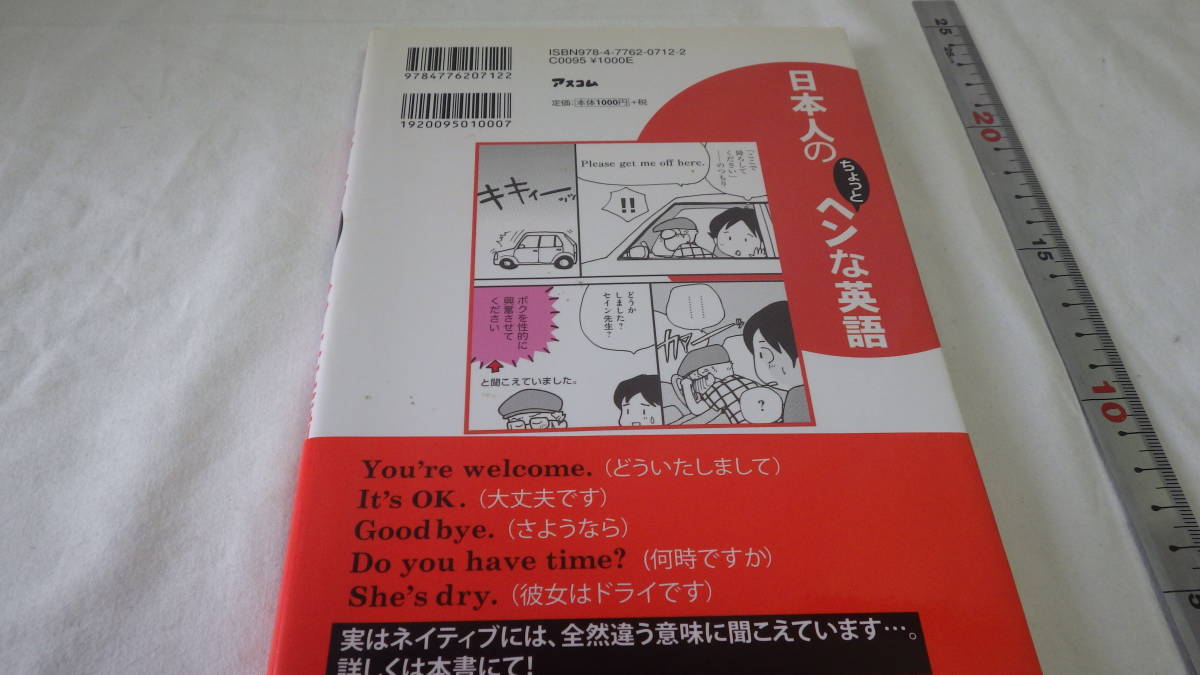 ISBN978-4-7762-0712-2
C0095 ¥1000E
9784776207122
アスコム
定価:本体1000円+税
1920095010007
日本人の
ちょっと
ヘンな英語
キキィーッ
Please get me off here.
「ここで
降ろして
ください」
――のつもり
!!
ボクを性的に
興奮させて
ください
と聞こえていました。
どうか
しました?
セイン先生?
…………
…………
カァー
?
You're welcome.(どういたしまして)
It's OK.(大丈夫です)
Good bye.(さようなら)
Do you have time?(何時ですか)
She's dry.(彼女はドライです)
実はネイティブには、全然違う意味に聞こえています…。
詳しくは本書にて!
25
20
15
10
5